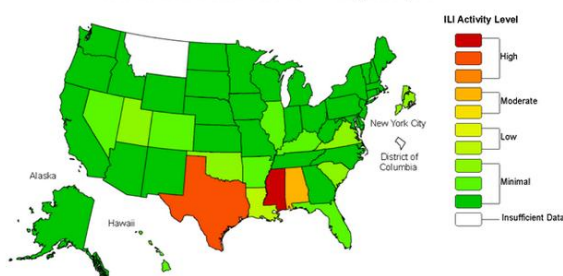 ILI Activity Level
High
Moderate
New York City
Low
District of
Columbia
Alaska
Minimal
Hawaii
Insufficient Data